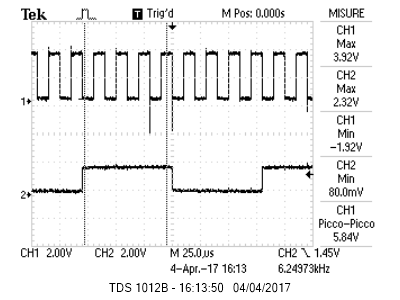 Tek T Trig'd M Pos: 0.000s MISURE
CH1
Max
3.92V
CH2
Max
2.32V
CH1
Min
-1.92V
CH2
Min
80.0mV
CH1
Picco-Picco
5.84V
1
2
CH1 2.00V CH2 2.00V M 25.0µs CH2 \ 1.45V
4-Apr.-17 16:13 6.24973kHz
TDS 1012B - 16:13:50 04/04/2017